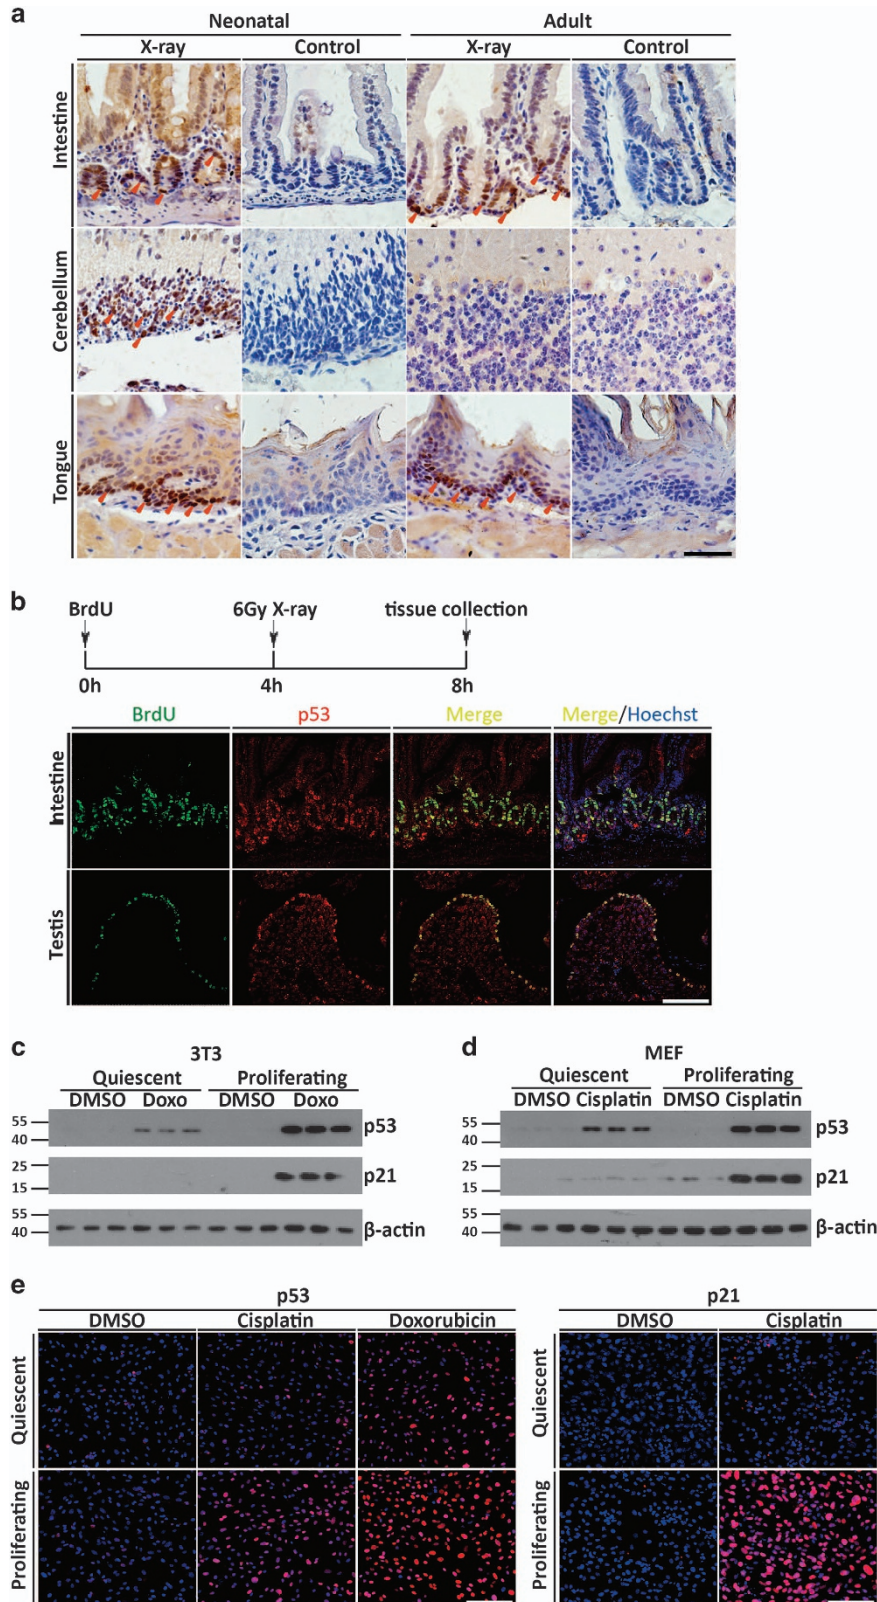 a
Neonatal Adult
X-ray Control X-ray Control
Intestine
Cerebellum
Tongue
b
BrdU 6Gy X-ray tissue collection
0h 4h 8h
BrdU p53 Merge Merge/Hoechst
Intestine
Testis
c
3T3
Quiescent Proliferating
DMSO Doxo DMSO Doxo
55
40
p53
25
15
p21
55
40
β-actin
d
MEF
Quiescent Proliferating
DMSO Cisplatin DMSO Cisplatin
55
40
p53
25
15
p21
55
40
β-actin
e
p53
DMSO Cisplatin Doxorubicin
Quiescent
Proliferating
p21
DMSO Cisplatin
Quiescent
Proliferating